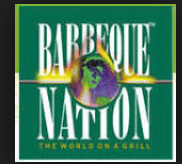 BARBEQUE
NATION
THE WORLD ON A GRILL